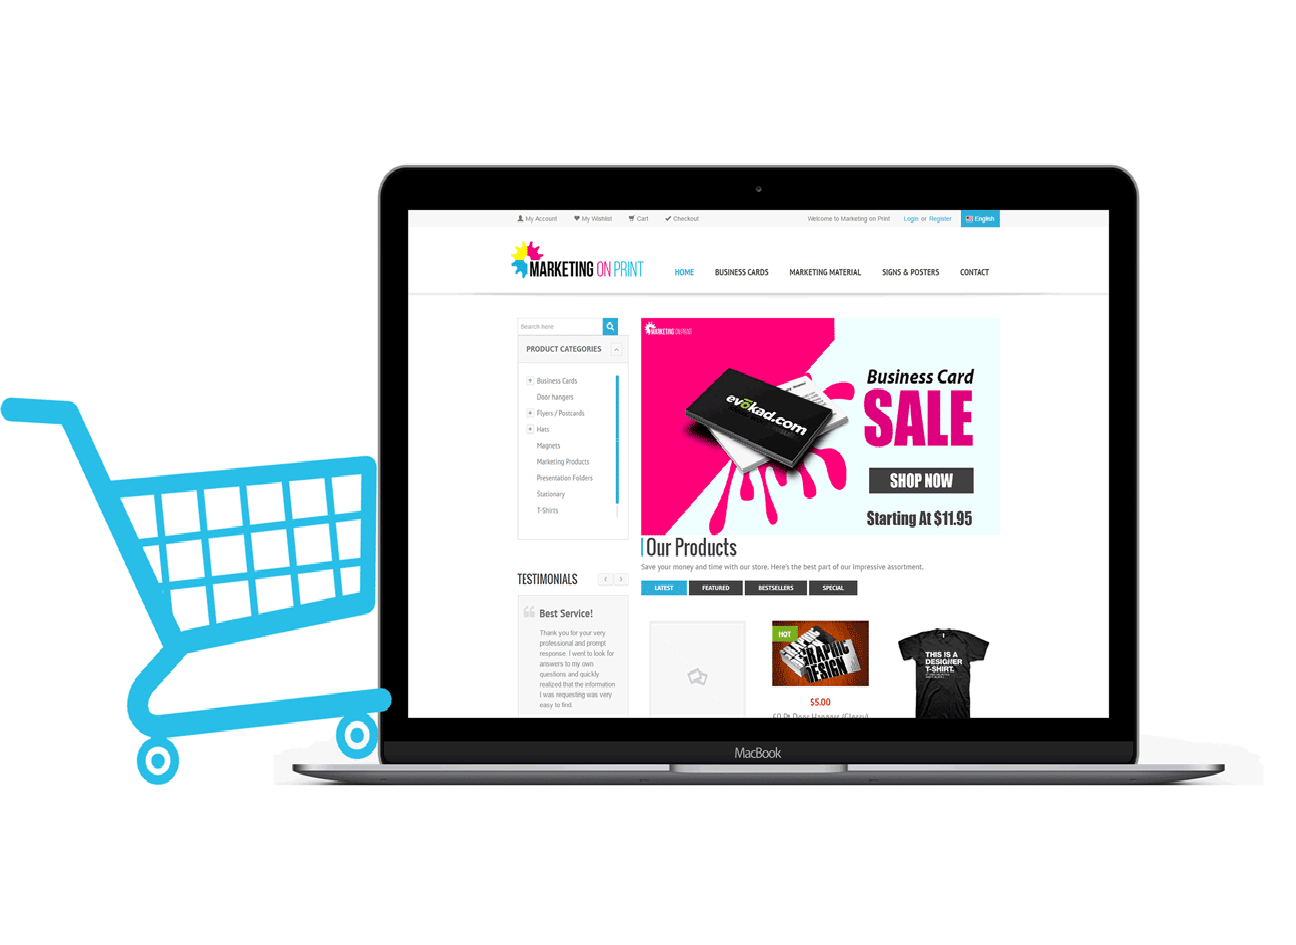 My Account My Wishlist Cart Checkout Welcome to Marketing on Print Login or Register English
MARKETING ON PRINT
HOME BUSINESS CARDS MARKETING MATERIAL SIGNS & POSTERS CONTACT
Search here
PRODUCT CATEGORIES
Business Cards
Door hangers
Flyers / Postcards
Hats
Magnets
Marketing Products
Presentation Folders
Stationary
T-Shirts
MARKETING ON PRINT
evokad.com
Business Card
SALE
SHOP NOW
Starting At $11.95
Our Products
Save your money and time with our store. Here's the best part of our impressive assortment.
LATEST FEATURED BESTSELLERS SPECIAL
TESTIMONIALS
Best Service!
Thank you for your very
professional and prompt
response. I went to look for
answers to my own
questions and quickly
realized that the information
I was requesting was very
easy to find.
HOT
GRAPHIC
DESIGN
$5.00
60 Pt Door Hangers (Glossy)
THIS IS A
DESIGNER
T-SHIRT.
MacBook